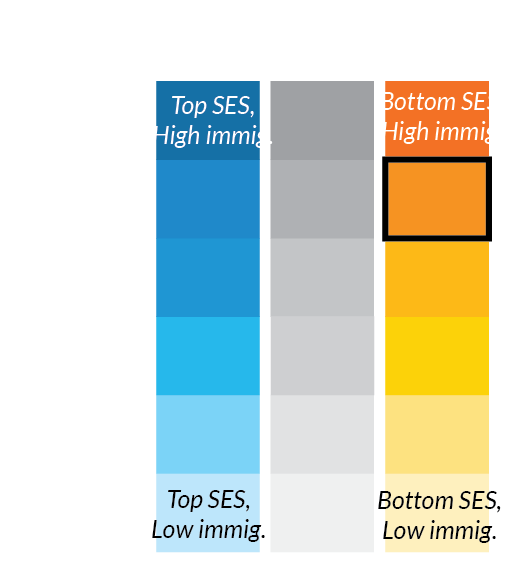 Top SES,
High immig.
Bottom SES
High immig
Top SES,
Low immig.
Bottom SES,
Low immig.